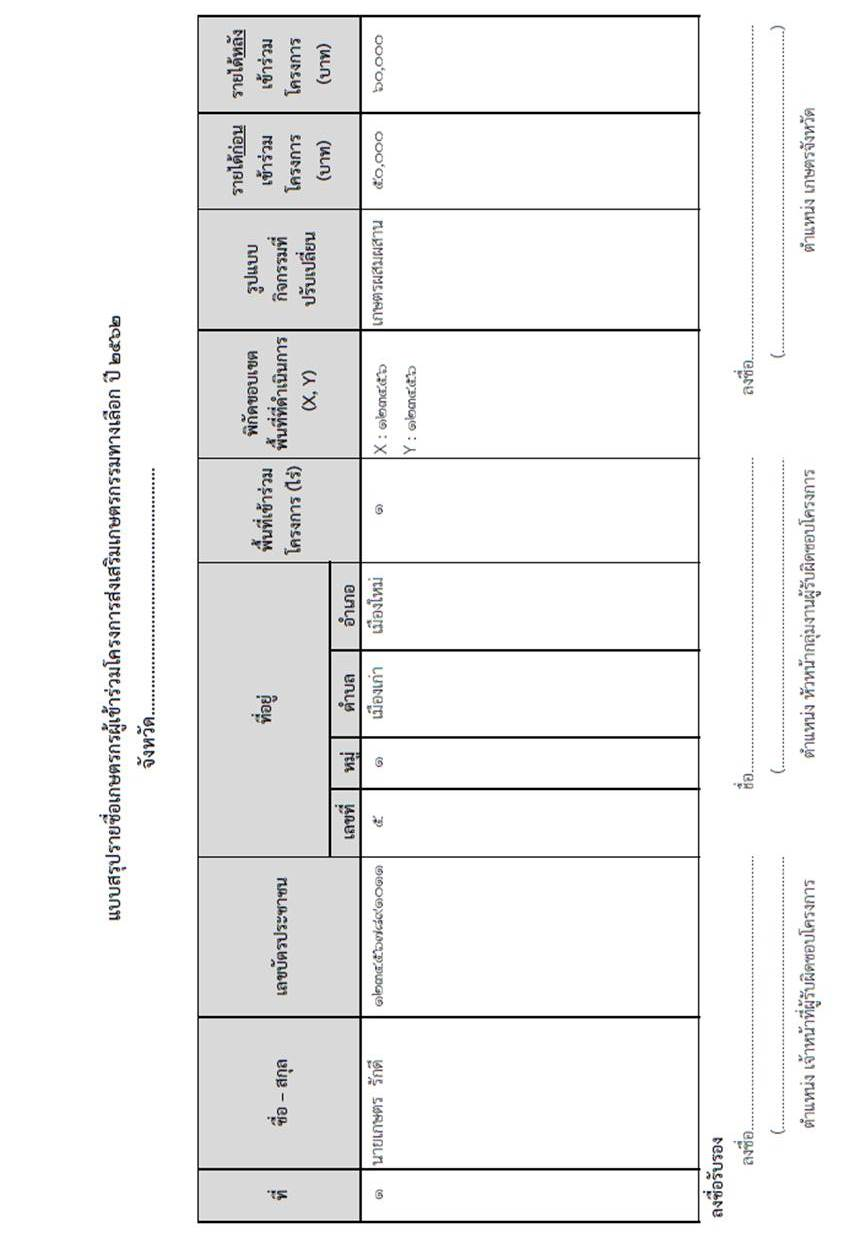 แบบสรุปรายชื่อเกษตรกรผู้เข้าร่วมโครงการส่งเสริมเกษตรกรรมทางเลือก ปี ๒๕๖๒
จังหวัด............................................................
ที่
ชื่อ – สกุล
เลขบัตรประชาชน
ที่อยู่
เลขที่
หมู่
ตำบล
อำเภอ
พื้นที่เข้าร่วม
โครงการ (ไร่)
พิกัดขอบเขต
พื้นที่ที่ดำเนินการ
(X, Y)
รูปแบบ
กิจกรรมที่
ปรับเปลี่ยน
รายได้ก่อน
เข้าร่วม
โครงการ
(บาท)
รายได้หลัง
เข้าร่วม
โครงการ
(บาท)
๑
นายเกษตร รักดี
๑๒๓๔๕๖๗๘๙๑๐๑๑
๕
๑
เมืองเก่า
เมืองใหม่
๑
X : ๑๒๓๔๕๖
Y : ๑๒๓๔๕๖
เกษตรผสมผสาน
๕๐,๐๐๐
๖๐,๐๐๐
ลงชื่อรับรอง
ลงชื่อ............................................................
(............................................................
ตำแหน่ง เจ้าหน้าที่ผู้รับผิดชอบโครงการ
ชื่อ............................................................
(............................................................
ตำแหน่ง หัวหน้ากลุ่มงานผู้รับผิดชอบโครงการ
ลงชื่อ............................................................
(............................................................)
ตำแหน่ง เกษตรจังหวัด